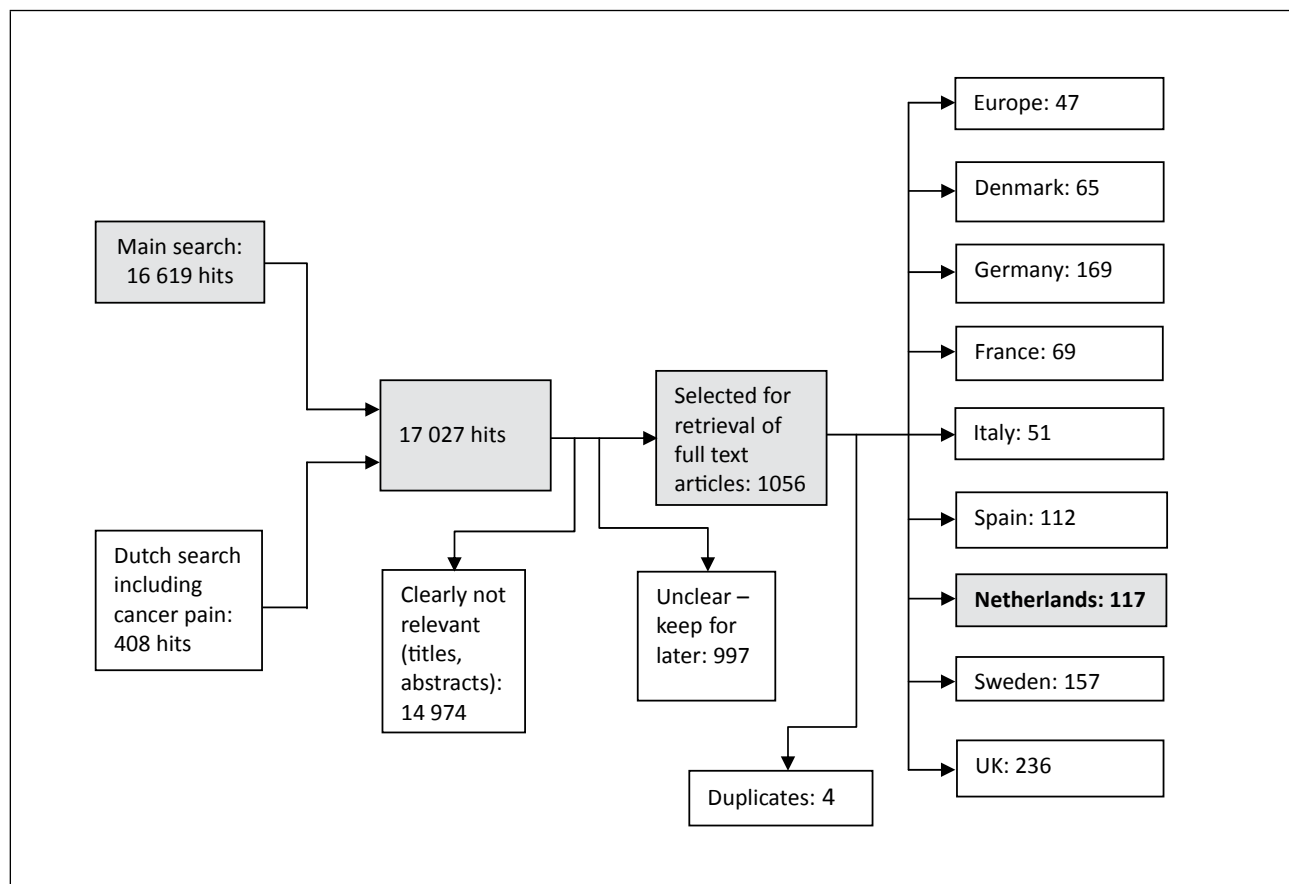 Main search:
16 619 hits
Dutch search
including
cancer pain:
408 hits
17 027 hits
Clearly not
relevant
(titles,
abstracts):
14 974
Unclear –
keep for
later: 997
Selected for
retrieval of
full text
articles: 1056
Duplicates: 4
Europe: 47
Denmark: 65
Germany: 169
France: 69
Italy: 51
Spain: 112
Netherlands: 117
Sweden: 157
UK: 236